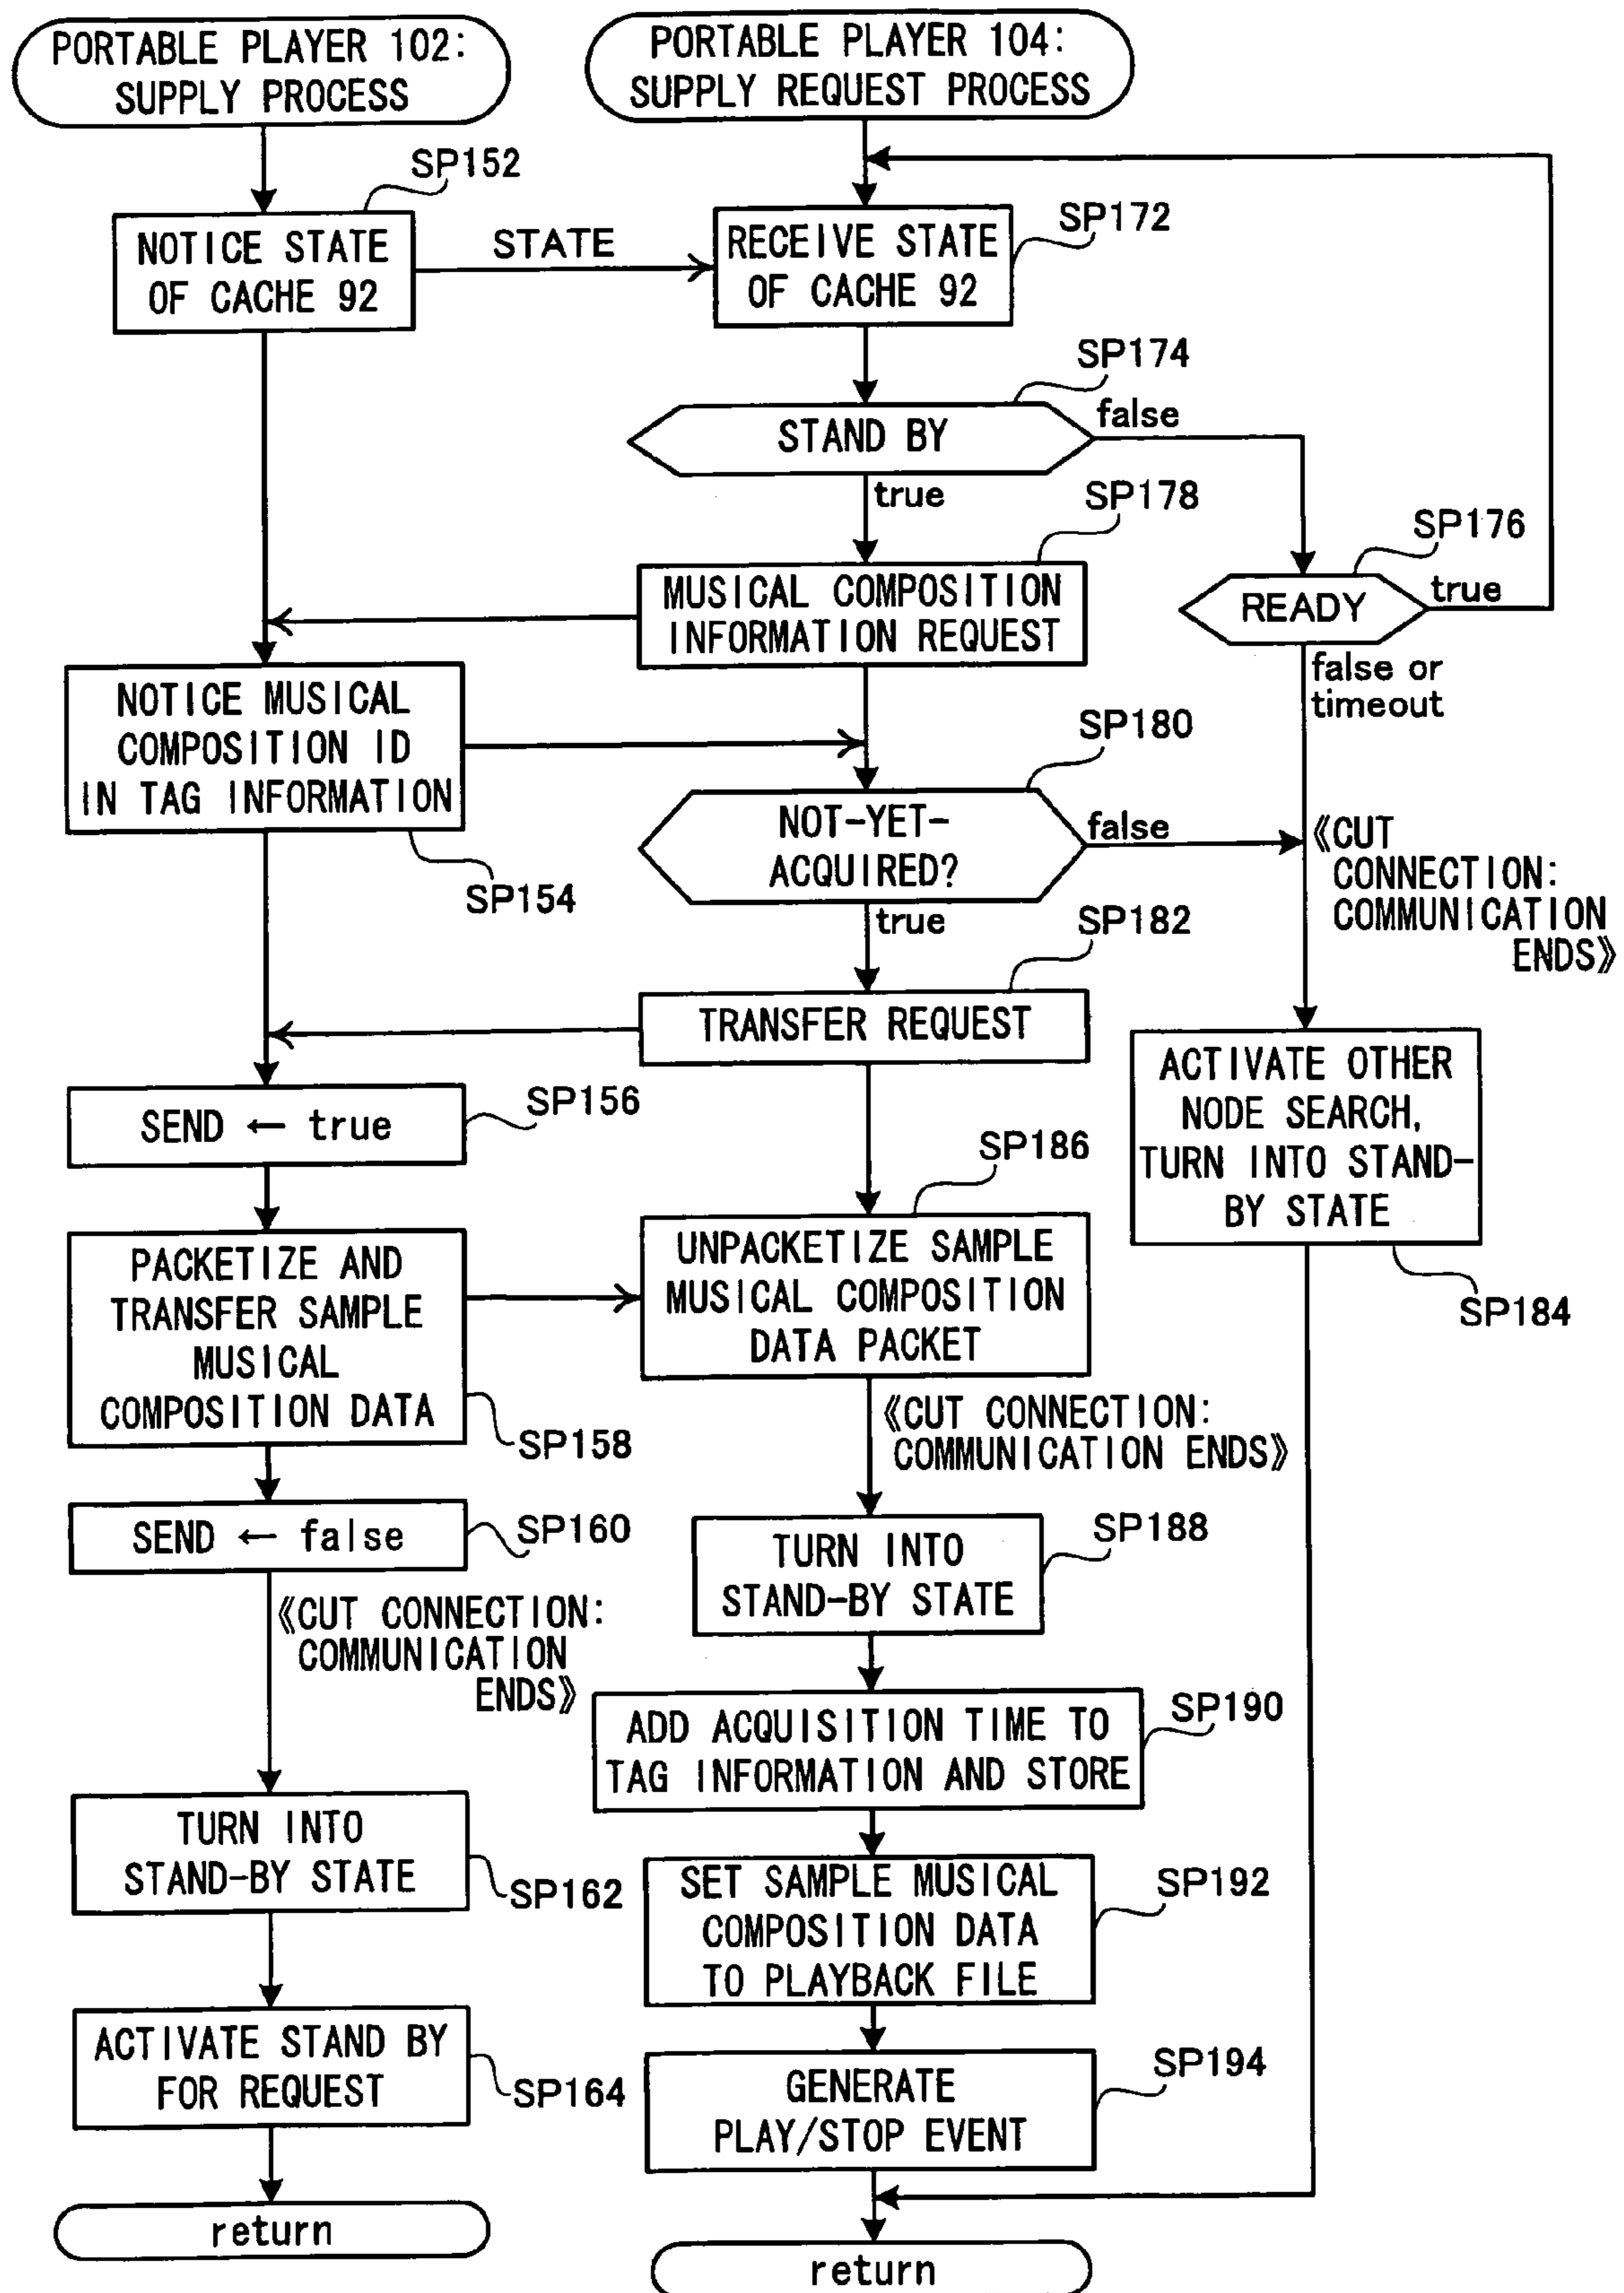 PORTABLE PLAYER 102:
SUPPLY PROCESS
PORTABLE PLAYER 104:
SUPPLY REQUEST PROCESS
SP152
NOTICE STATE
OF CACHE 92
STATE
RECEIVE STATE
OF CACHE 92
SP172
SP174
STAND BY
false
true
SP178
SP176
READY
true
MUSICAL COMPOSITION
INFORMATION REQUEST
false or
timeout
NOTICE MUSICAL
COMPOSITION ID
IN TAG INFORMATION
SP154
SP180
NOT-YET-
ACQUIRED?
false
true
《CUT
CONNECTION:
COMMUNICATION
ENDS》
SP182
TRANSFER REQUEST
SEND ← true
SP156
ACTIVATE OTHER
NODE SEARCH,
TURN INTO STAND-
BY STATE
SP184
SP186
PACKETIZE AND
TRANSFER SAMPLE
MUSICAL
COMPOSITION DATA
SP158
UNPACKETIZE SAMPLE
MUSICAL COMPOSITION
DATA PACKET
《CUT CONNECTION:
COMMUNICATION ENDS》
SEND ← false
SP160
《CUT CONNECTION:
COMMUNICATION
ENDS》
TURN INTO
STAND-BY STATE
SP188
ADD ACQUISITION TIME TO
TAG INFORMATION AND STORE
SP190
TURN INTO
STAND-BY STATE
SP162
SET SAMPLE MUSICAL
COMPOSITION DATA
TO PLAYBACK FILE
SP192
ACTIVATE STAND BY
FOR REQUEST
SP164
GENERATE
PLAY/STOP EVENT
SP194
return
return